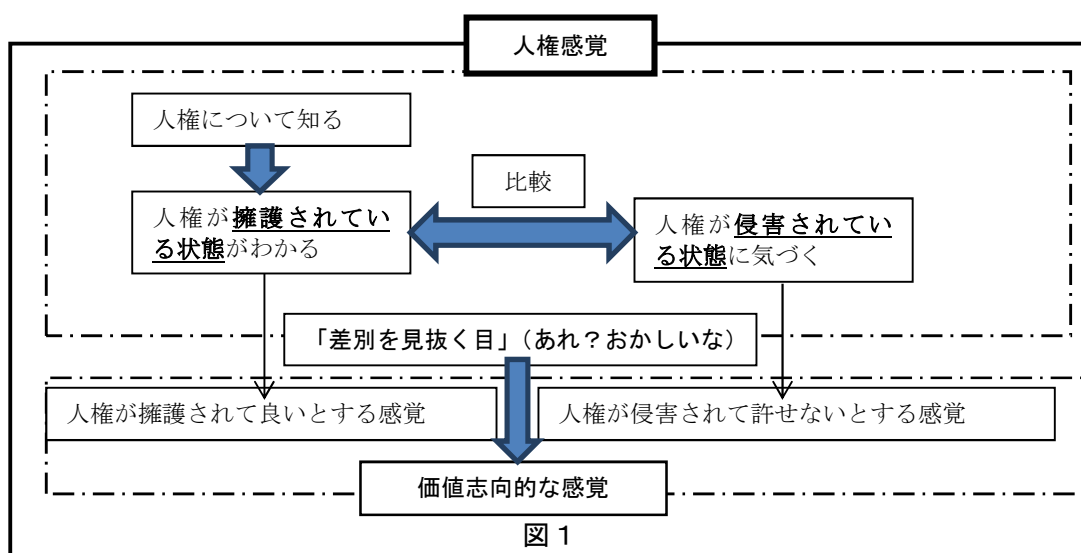 人権感覚
人権について知る
比較
人権が擁護されてい
る状態がわかる
人権が侵害されてい
る状態に気づく
「差別を見抜く目」（あれ？おかしいな）
人権が擁護されて良いとする感覚
人権が侵害されて許せないとする感覚
価値志向的な感覚
図１